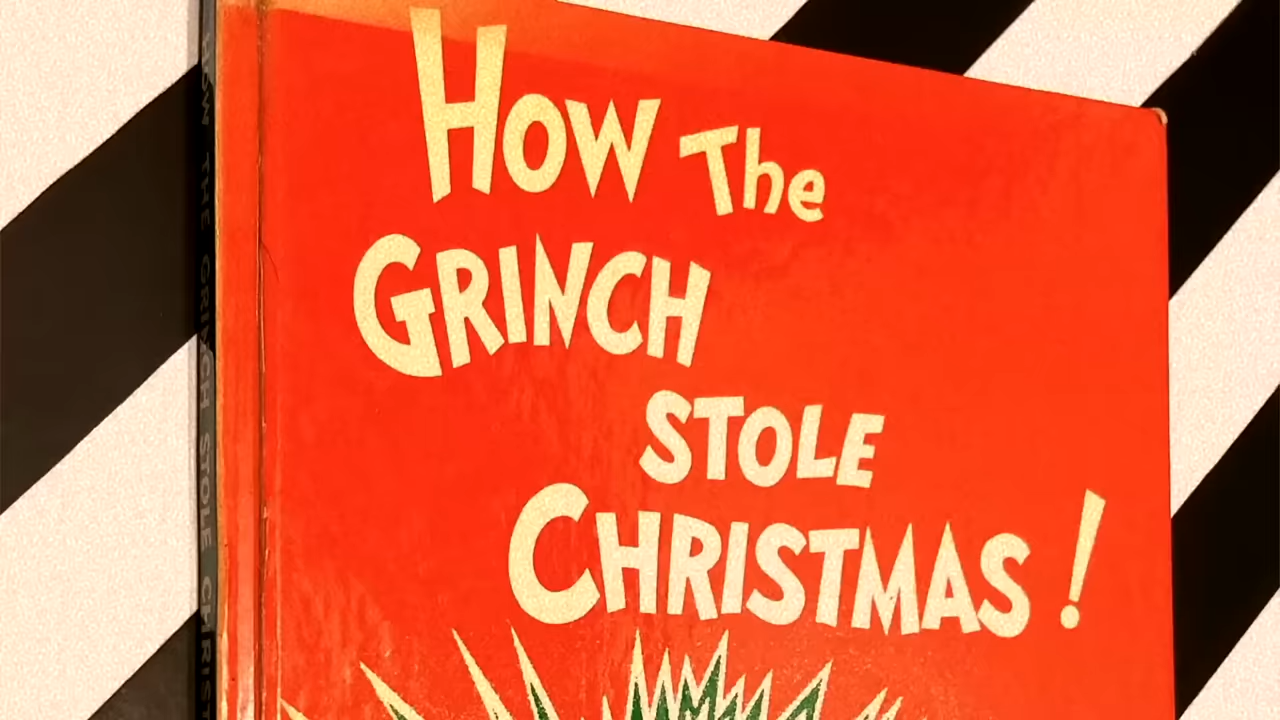 How The
GRINCH
STOLE
CHRISTMAS!
HOW THE GRINCH STOLE CHRIST